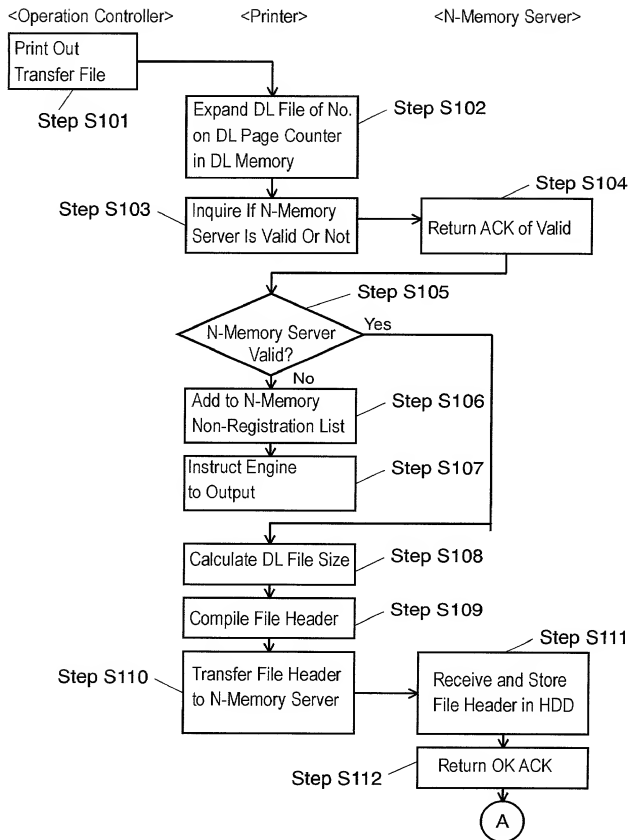 <Operation Controller> <Printer> <N-Memory Server>
Print Out
Transfer File
Step S101
Expand DL File of No.
on DL Page Counter
in DL Memory
Step S102
Step S103
Inquire If N-Memory
Server Is Valid Or Not
Step S104
Return ACK of Valid
Step S105
N-Memory Server
Valid?
Yes
No
Add to N-Memory
Non-Registration List
Step S106
Instruct Engine
to Output
Step S107
Calculate DL File Size
Step S108
Compile File Header
Step S109
Step S110
Transfer File Header
to N-Memory Server
Step S111
Receive and Store
File Header in HDD
Step S112
Return OK ACK
A